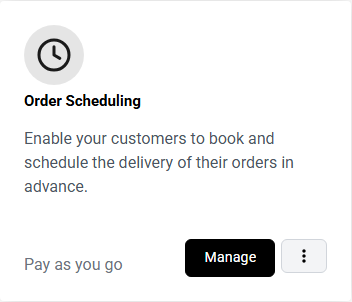 Order Scheduling
Enable your customers to book and
schedule the delivery of their orders in
advance.
Pay as you go
Manage